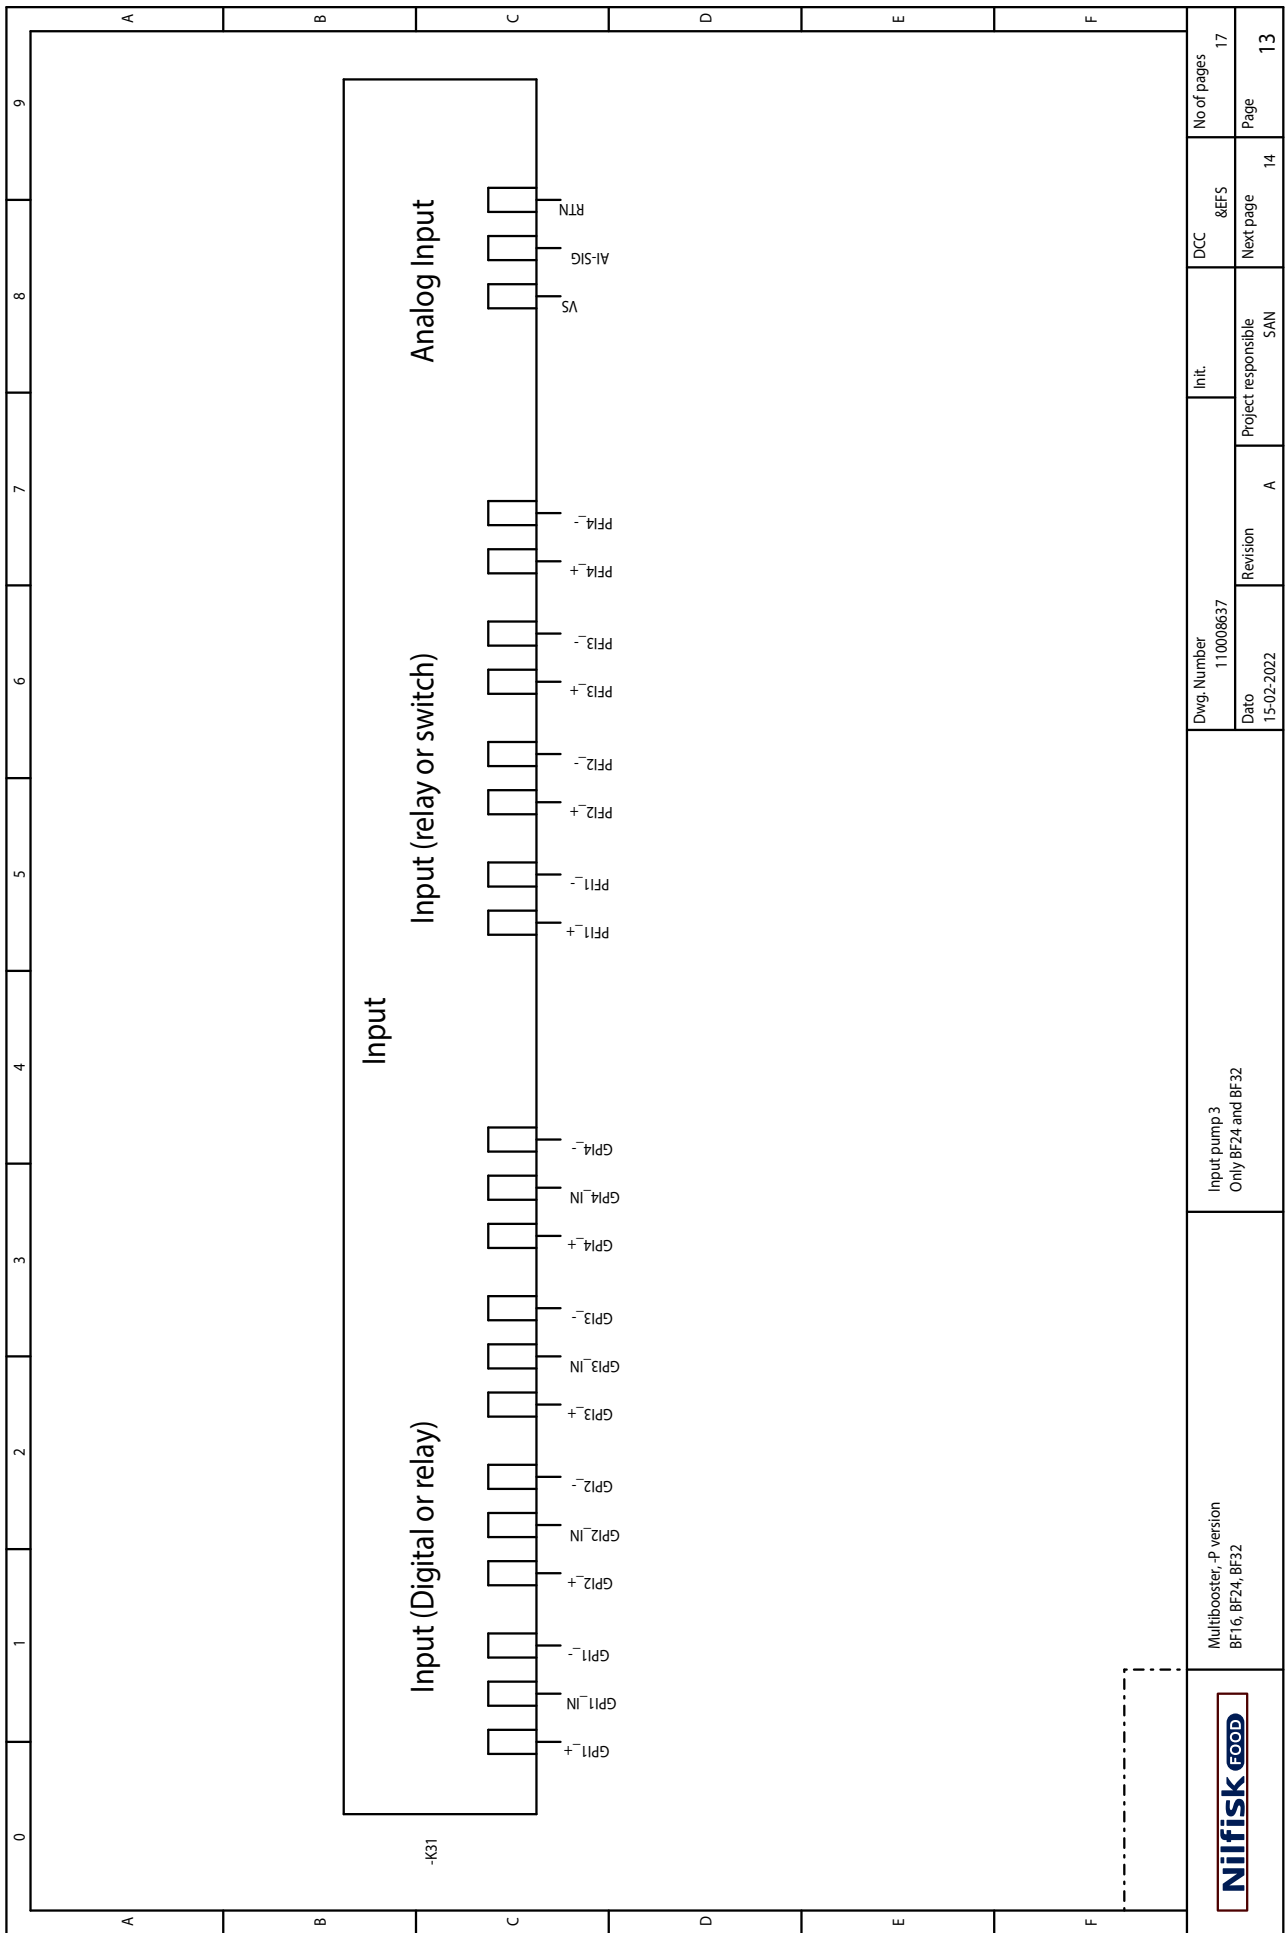 0 1 2 3 4 5 6 7 8 9
A A
B B
C C
D D
E E
F F
-K31
Input
Input (Digital or relay)
Input (relay or switch)
Analog Input
GPI1_+
GPI1_IN
GPI1_-
GPI2_+
GPI2_IN
GPI2_-
GPI3_+
GPI3_IN
GPI3_-
GPI4_+
GPI4_IN
GPI4_-
PFI1_+
PFI1_-
PFI2_+
PFI2_-
PFI3_+
PFI3_-
PFI4_+
PFI4_-
VS
AI-SIG
RTN
Nilfisk FOOD
Multibooster, -P version
BF16, BF24, BF32
Input pump 3
Only BF24 and BF32
Dwg. Number
110008637
Init.
DCC
&EFS
No of pages
17
Dato
15-02-2022
Revision
A
Project responsible
SAN
Next page
14
Page
13